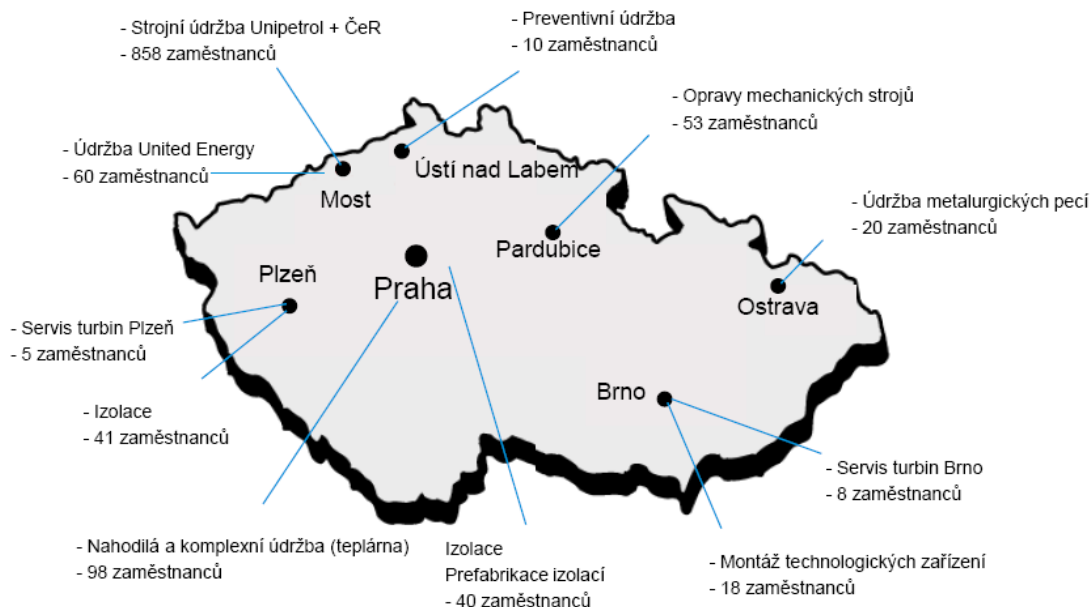 - Strojní údržba Unipetrol + ČeR
- 858 zaměstnanců
- Preventivní údržba
- 10 zaměstnanců
- Opravy mechanických strojů
- 53 zaměstnanců
- Údržba United Energy
- 60 zaměstnanců
Ústí nad Labem
Most
- Údržba metalurgických pecí
- 20 zaměstnanců
Pardubice
Plzeň
Praha
Ostrava
- Servis turbin Plzeň
- 5 zaměstnanců
Brno
- Izolace
- 41 zaměstnanců
- Servis turbin Brno
- 8 zaměstnanců
- Nahodilá a komplexní údržba (teplárna)
- 98 zaměstnanců
Izolace
Prefabrikace izolací
- 40 zaměstnanců
- Montáž technologických zařízení
- 18 zaměstnanců